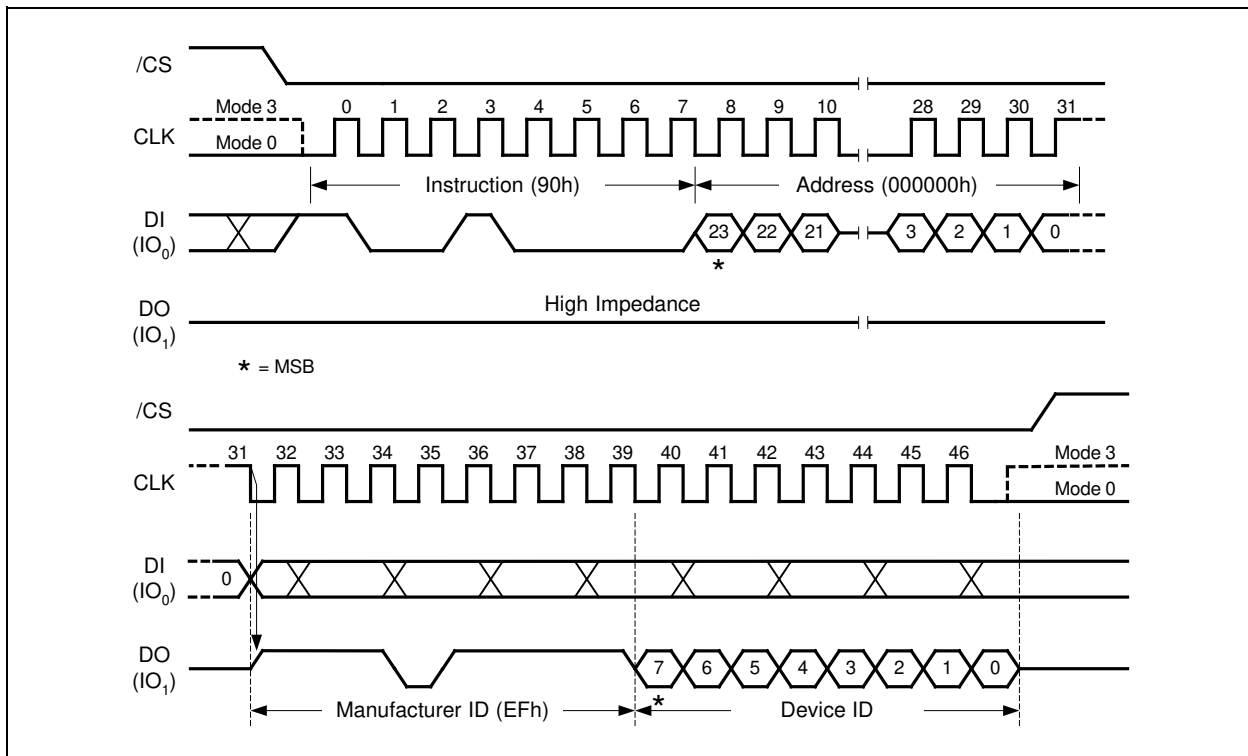 /CS
Mode 3 0 1 2 3 4 5 6 7 8 9 10 28 29 30 31
CLK
Mode 0
Instruction (90h) Address (000000h)
DI
(IO0)
23 22 21 3 2 1 0
*
High Impedance
DO
(IO1)
* = MSB
/CS
31 32 33 34 35 36 37 38 39 40 41 42 43 44 45 46 Mode 3
CLK
Mode 0
DI
(IO0)
0
DO
(IO1)
7 6 5 4 3 2 1 0
*
Manufacturer ID (EFh) Device ID